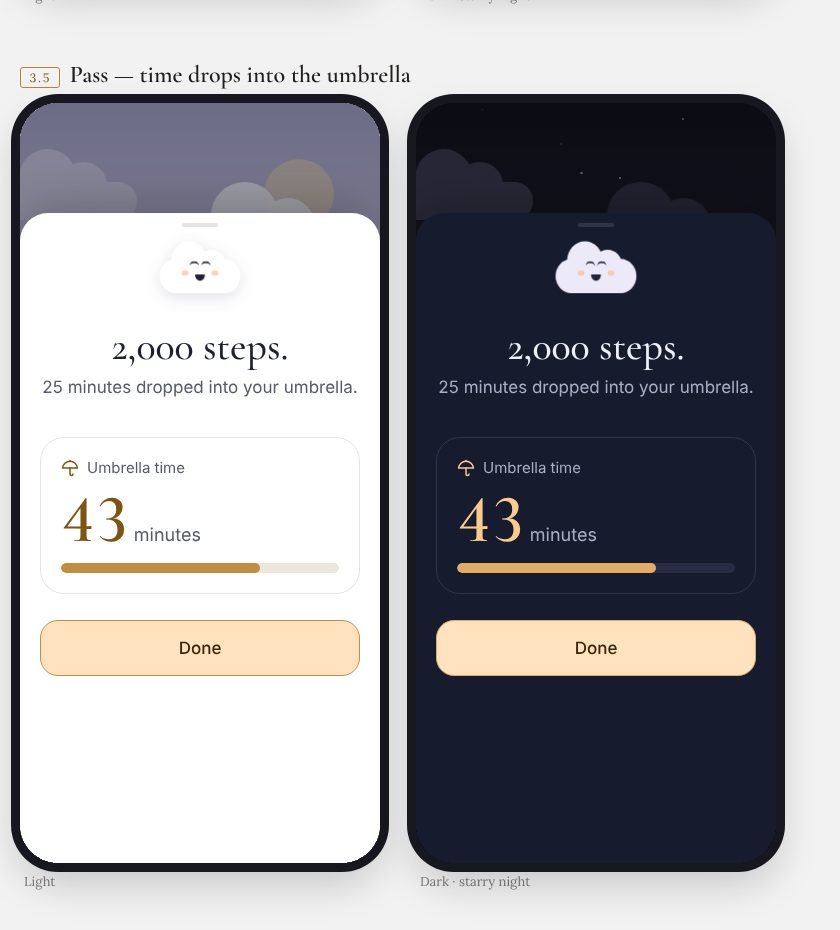 3.5 Pass — time drops into the umbrella
2,000 steps.
25 minutes dropped into your umbrella.
Umbrella time
43 minutes
Done
Light
2,000 steps.
25 minutes dropped into your umbrella.
Umbrella time
43 minutes
Done
Dark · starry night